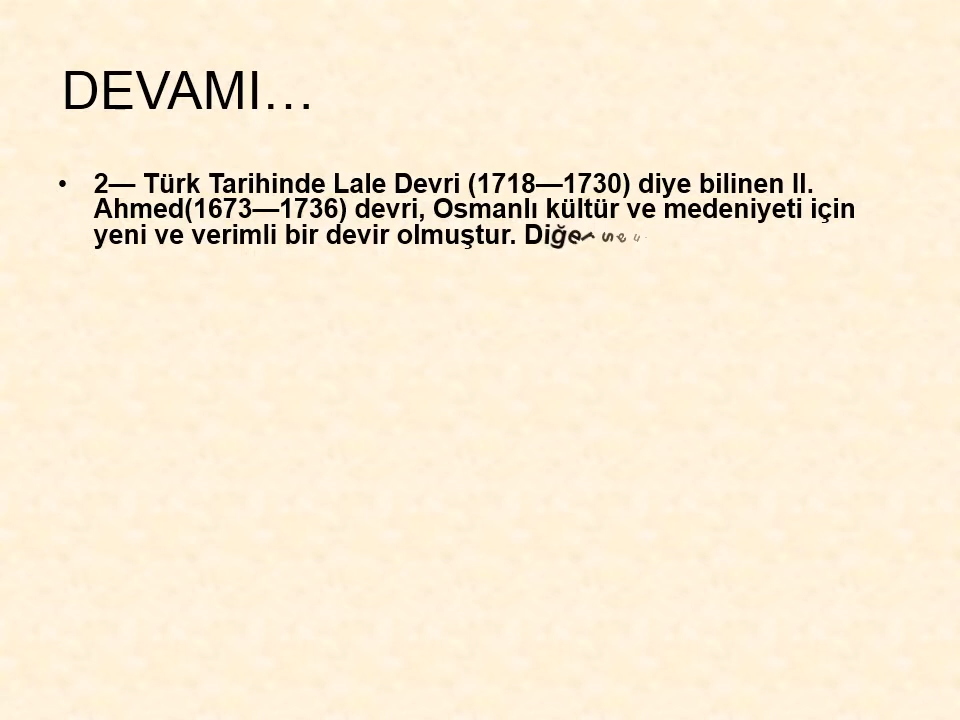 DEVAMI…
• 2— Türk Tarihinde Lale Devri (1718—1730) diye bilinen II.
Ahmed(1673—1736) devri, Osmanlı kültür ve medeniyeti için
yeni ve verimli bir devir olmuştur. Diğer